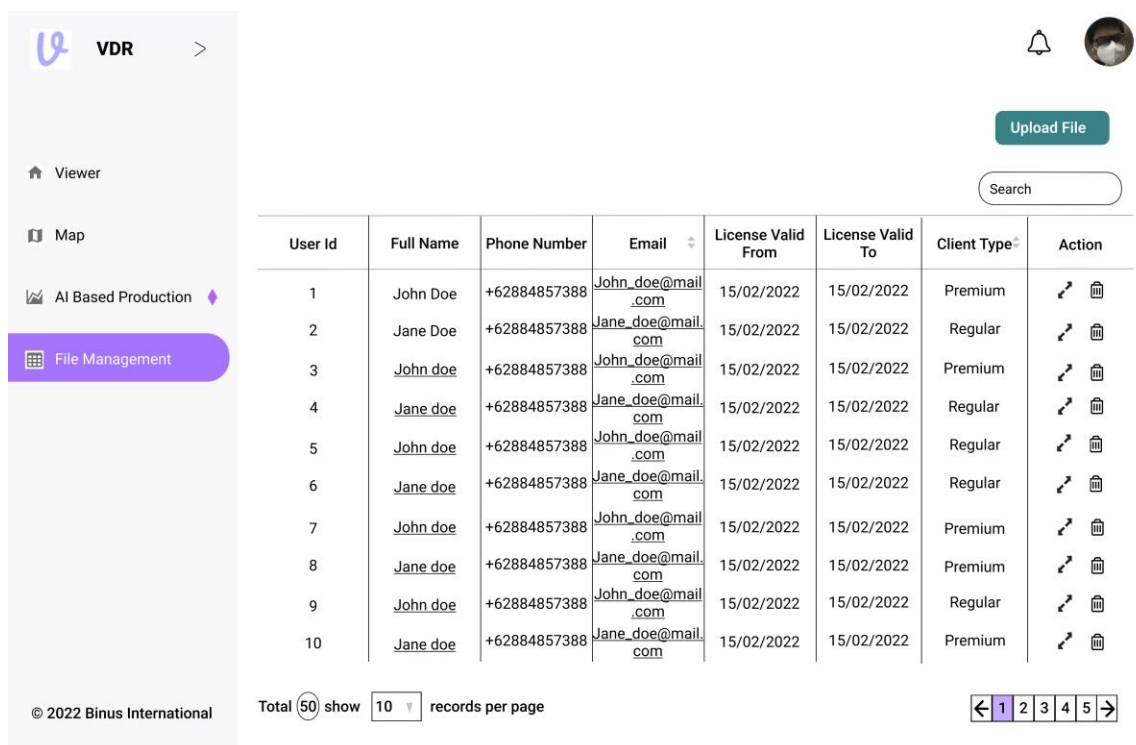 VDR >
Upload File
Viewer
Search
Map
User Id Full Name Phone Number Email License Valid From License Valid To Client Type Action
AI Based Production
1 John Doe +62884857388 John_doe@mail.com 15/02/2022 15/02/2022 Premium
2 Jane Doe +62884857388 Jane_doe@mail.com 15/02/2022 15/02/2022 Regular
File Management
3 John doe +62884857388 John_doe@mail.com 15/02/2022 15/02/2022 Premium
4 Jane doe +62884857388 Jane_doe@mail.com 15/02/2022 15/02/2022 Regular
5 John doe +62884857388 John_doe@mail.com 15/02/2022 15/02/2022 Regular
6 Jane doe +62884857388 Jane_doe@mail.com 15/02/2022 15/02/2022 Regular
7 John doe +62884857388 John_doe@mail.com 15/02/2022 15/02/2022 Premium
8 Jane doe +62884857388 Jane_doe@mail.com 15/02/2022 15/02/2022 Premium
9 John doe +62884857388 John_doe@mail.com 15/02/2022 15/02/2022 Regular
10 Jane doe +62884857388 Jane_doe@mail.com 15/02/2022 15/02/2022 Premium
© 2022 Binus International
Total 50 show 10 records per page
← 1 2 3 4 5 →